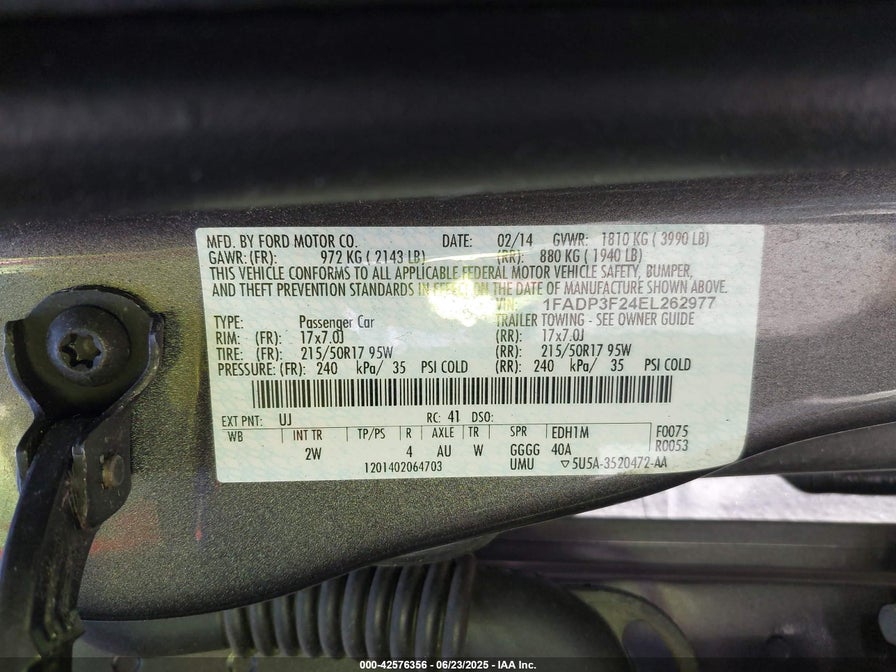 MFD. BY FORD MOTOR CO. DATE: 02/14 GVWR: 1810 KG ( 3990 LB)
GAWR: (FR): 972 KG ( 2143 LB) (RR): 880 KG ( 1940 LB)
THIS VEHICLE CONFORMS TO ALL APPLICABLE FEDERAL MOTOR VEHICLE SAFETY, BUMPER,
AND THEFT PREVENTION STANDARDS IN EFFECT ON THE DATE OF MANUFACTURE SHOWN ABOVE.
VIN: 1FADP3F24EL262977
TYPE: Passenger Car TRAILER TOWING - SEE OWNER GUIDE
RIM: (FR): 17x7.0J (RR): 17x7.0J
TIRE: (FR): 215/50R17 95W (RR): 215/50R17 95W
PRESSURE: (FR): 240 kPa/ 35 PSI COLD (RR): 240 kPa/ 35 PSI COLD
EXT PNT: UJ RC: 41 DSO:
WB INT TR TP/PS R AXLE TR SPR EDH1M F0075
2W 4 AU W GGGG 40A R0053
1201402064703 UMU ▽5U5A-3520472-AA
000-42576356 | 06/23/2025 - IAA Inc.